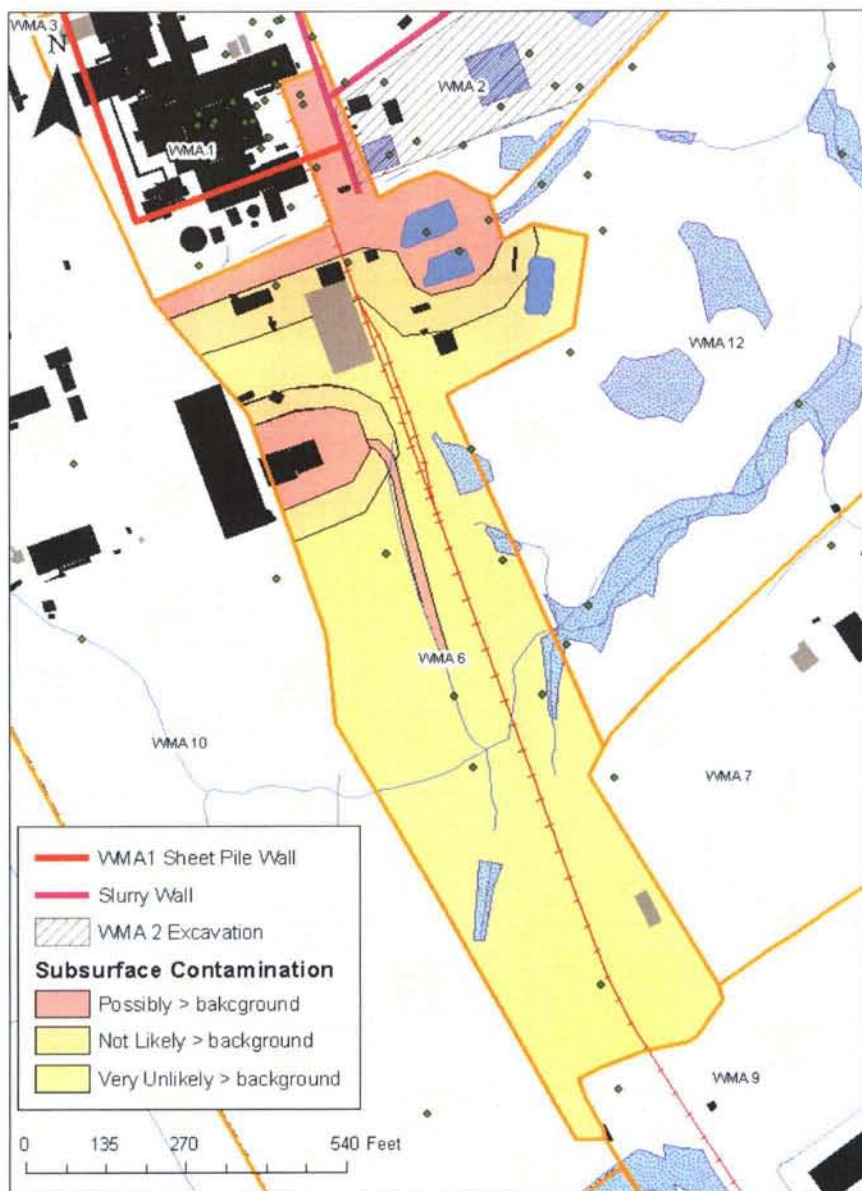 WMA 3
N
WMA 2
WMA 1
WMA 12
WMA 6
WMA 10
WMA 7
WMA1 Sheet Pile Wall
Slurry Wall
WMA 2 Excavation
Subsurface Contamination
Possibly > bakcground
Not Likely > background
Very Unlikely > background
WMA 9
0 135 270 540 Feet